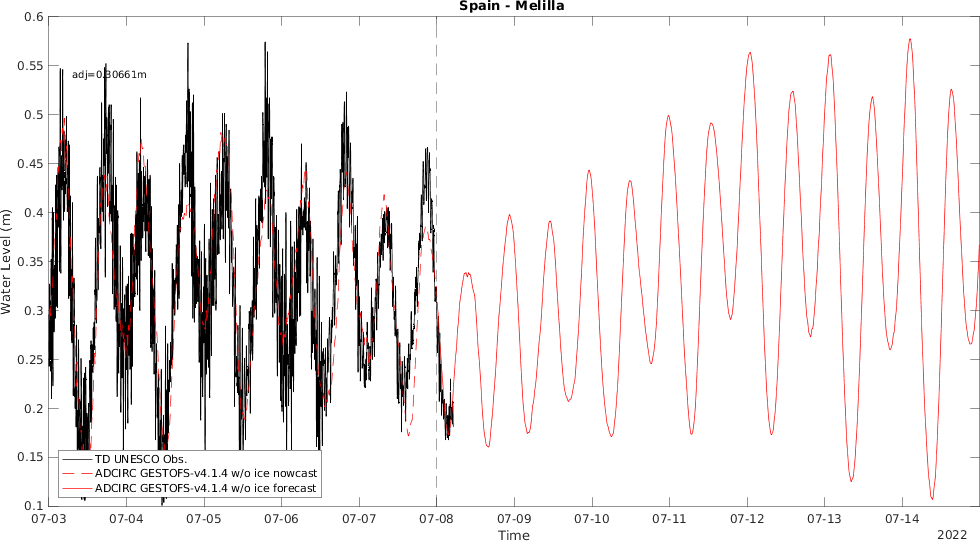 Spain - Melilla
0.6
0.55
0.5
0.45
0.4
0.35
0.3
0.25
0.2
0.15
0.1
Water Level (m)
adj=0.30661m
TD UNESCO Obs.
ADCIRC GESTOFS-v4.1.4 w/o ice nowcast
ADCIRC GESTOFS-v4.1.4 w/o ice forecast
07-03 07-04 07-05 07-06 07-07 07-08 07-09 07-10 07-11 07-12 07-13 07-14
Time
2022